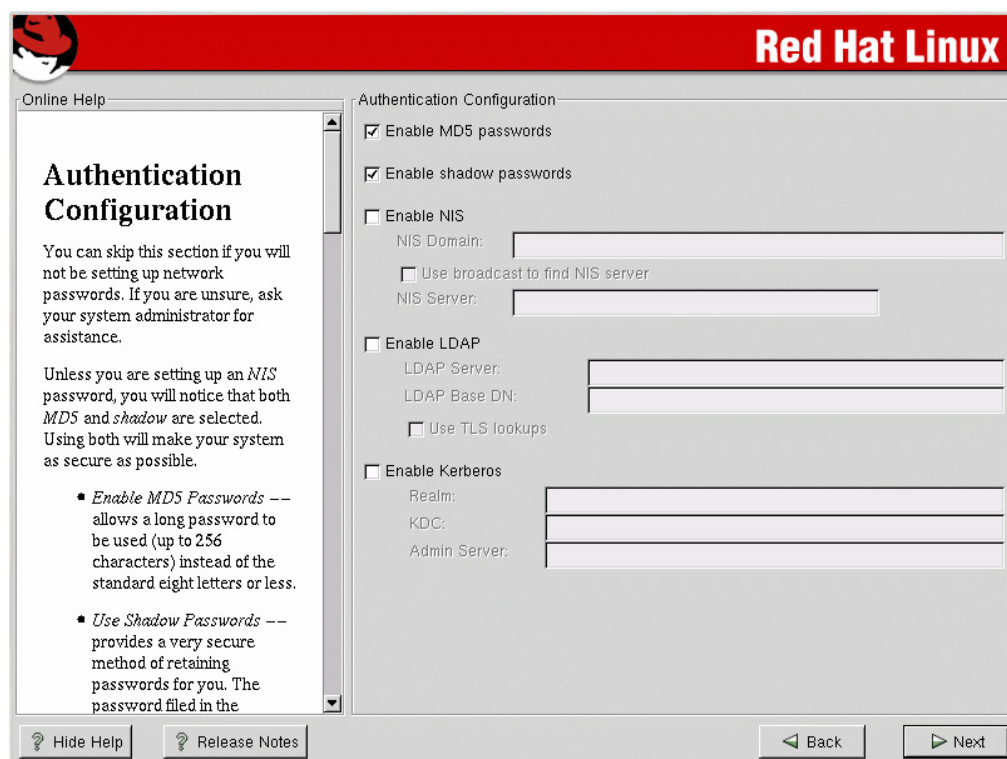 Red Hat Linux
Online Help
Authentication
Configuration
You can skip this section if you will
not be setting up network
passwords. If you are unsure, ask
your system administrator for
assistance.
Unless you are setting up an NIS
password, you will notice that both
MD5 and shadow are selected.
Using both will make your system
as secure as possible.
Enable MD5 Passwords --
allows a long password to
be used (up to 256
characters) instead of the
standard eight letters or less.
Use Shadow Passwords --
provides a very secure
method of retaining
passwords for you. The
password filed in the
Authentication Configuration
Enable MD5 passwords
Enable shadow passwords
Enable NIS
NIS Domain:
Use broadcast to find NIS server
NIS Server:
Enable LDAP
LDAP Server:
LDAP Base DN:
Use TLS lookups
Enable Kerberos
Realm:
KDC:
Admin Server:
Hide Help
Release Notes
Back
Next